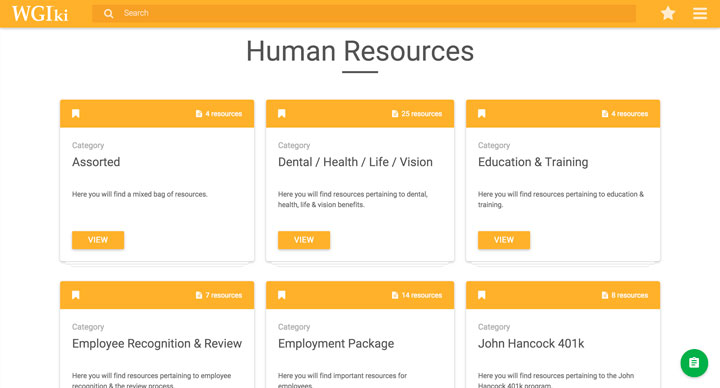 WGIki
Search
Human Resources
4 resources
25 resources
4 resources
Category
Category
Category
Assorted
Dental / Health / Life / Vision
Education & Training
Here you will find a mixed bag of resources.
Here you will find resources pertaining to dental,
health, life & vision benefits.
Here you will find resources pertaining to education &
training.
VIEW
VIEW
VIEW
7 resources
14 resources
8 resources
Category
Category
Category
Employee Recognition & Review
Employment Package
John Hancock 401k
Here you will find resources pertaining to employee
recognition & the review process.
Here you will find important resources for
employees.
Here you will find resources pertaining to the John
Hancock 401k program.